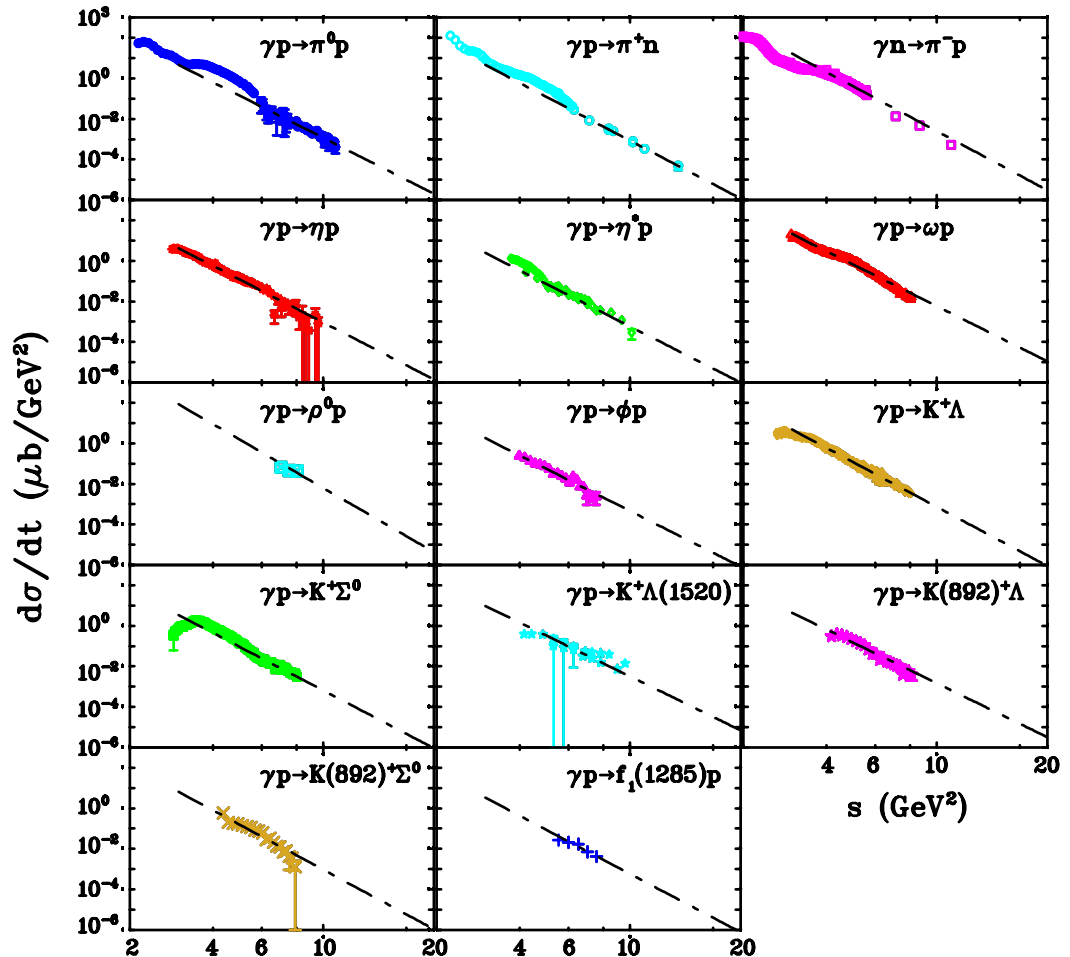 10³ γp→π⁰p γp→π⁺n γn→π⁻p
10⁰
10⁻²
10⁻⁴
10⁻⁶
γp→ηp γp→η*p γp→ωp
10⁰
10⁻²
10⁻⁴
10⁻⁶
dσ/dt (μb/GeV²)
γp→ρ⁰p γp→φp γp→K⁺Λ
10⁰
10⁻²
10⁻⁴
10⁻⁶
γp→K⁺Σ⁰ γp→K⁺Λ(1520) γp→K(892)⁺Λ
10⁰
10⁻²
10⁻⁴
10⁻⁶
4 6 10 20
s (GeV²)
γp→K(892)⁺Σ⁰ γp→f₁(1285)p
10⁰
10⁻²
10⁻⁴
10⁻⁶
2 4 6 10 20 4 6 10 20